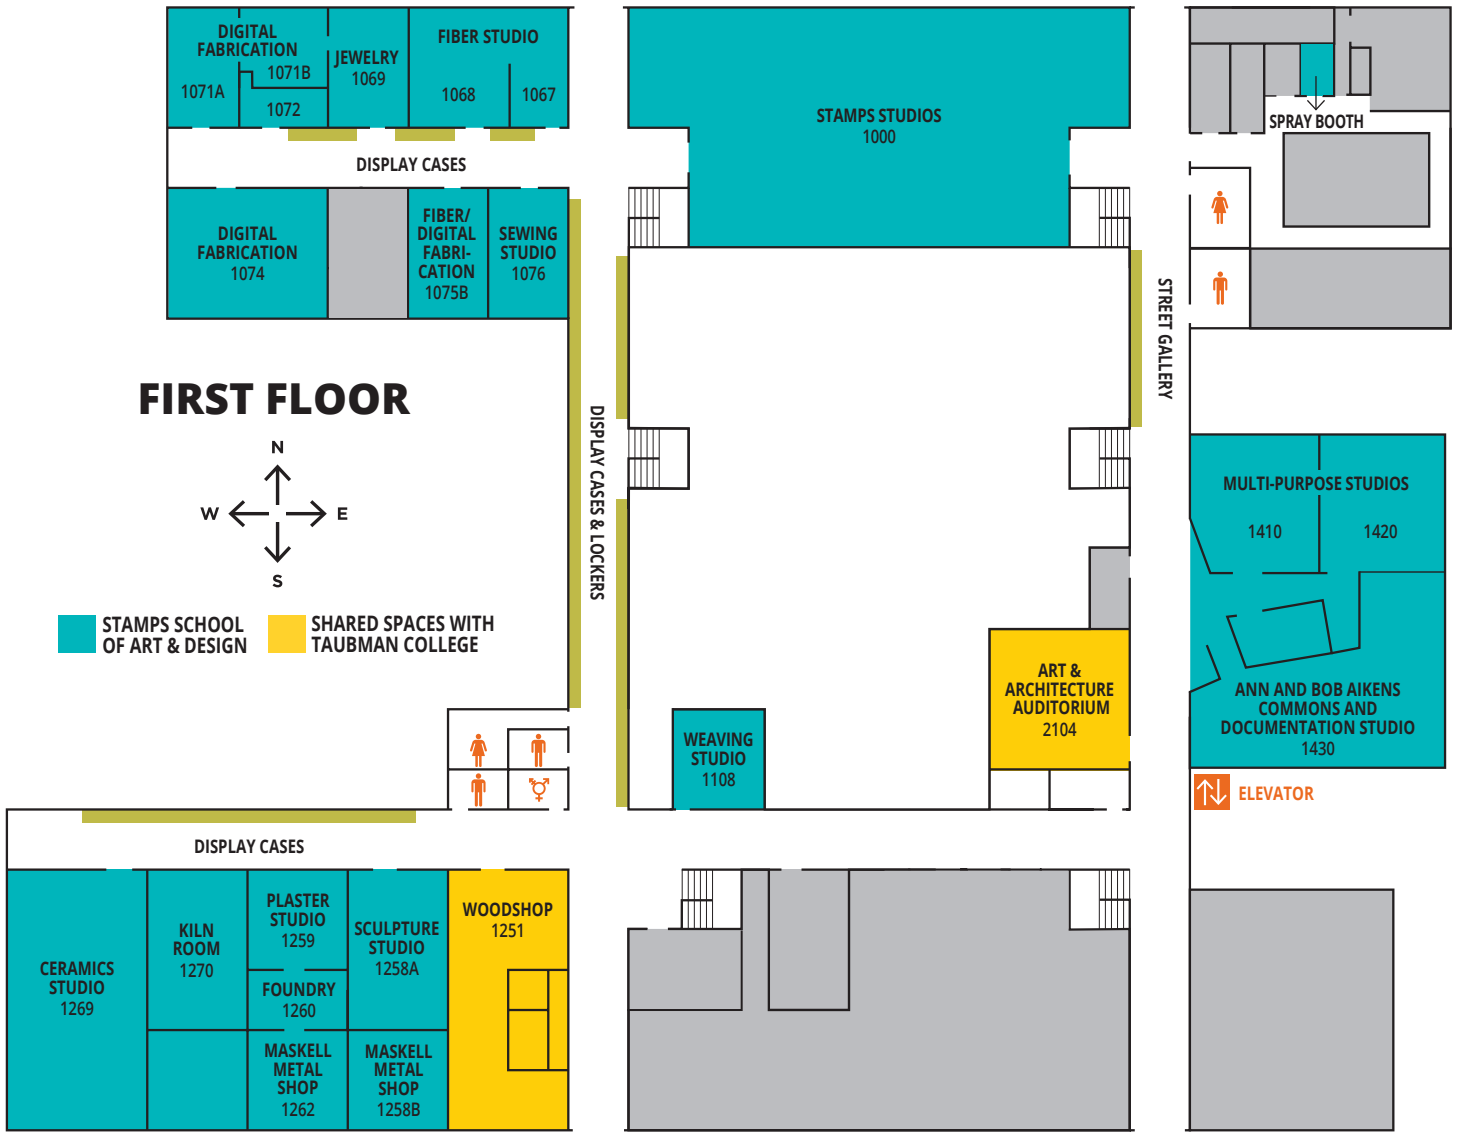 DIGITAL
FABRICATION
1071A
1071B
1072
JEWELRY
1069
FIBER STUDIO
1068
1067
DISPLAY CASES
DIGITAL
FABRICATION
1074
FIBER/
DIGITAL
FABRI-
CATION
1075B
SEWING
STUDIO
1076
STAMPS STUDIOS
1000
SPRAY BOOTH
STREET GALLERY
FIRST FLOOR
N
W
E
S
STAMPS SCHOOL
OF ART & DESIGN
SHARED SPACES WITH
TAUBMAN COLLEGE
DISPLAY CASES & LOCKERS
MULTI-PURPOSE STUDIOS
1410
1420
ANN AND BOB AIKENS
COMMONS AND
DOCUMENTATION STUDIO
1430
ELEVATOR
ART &
ARCHITECTURE
AUDITORIUM
2104
WEAVING
STUDIO
1108
DISPLAY CASES
CERAMICS
STUDIO
1269
KILN
ROOM
1270
PLASTER
STUDIO
1259
FOUNDRY
1260
MASKELL
METAL
SHOP
1262
SCULPTURE
STUDIO
1258A
MASKELL
METAL
SHOP
1258B
WOODSHOP
1251